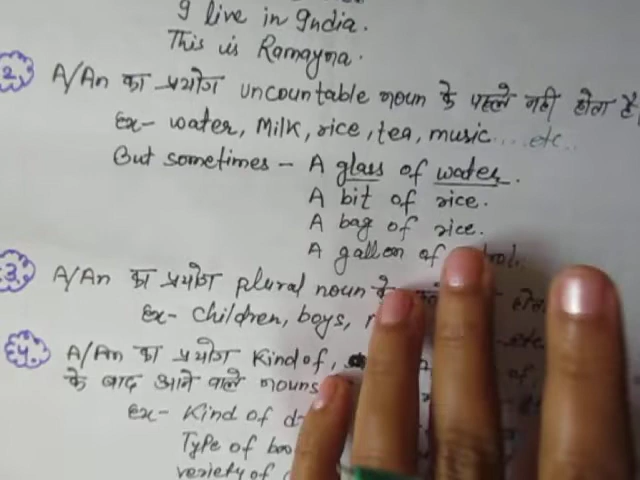 I live in India.
This is Ramayna.
2. A/An का प्रयोग uncountable noun के पहले नही होता है
Ex- water, Milk, rice, tea, music....etc..
But sometimes - A glass of water.
A bit of rice.
A bag of rice.
A gallon of
3. A/An का प्रयोग plural noun के
Ex- children, boys,
4. A/An का प्रयोग Kind of,
के बाद आने वाले nouns
Ex- Kind of
Type of
variety of